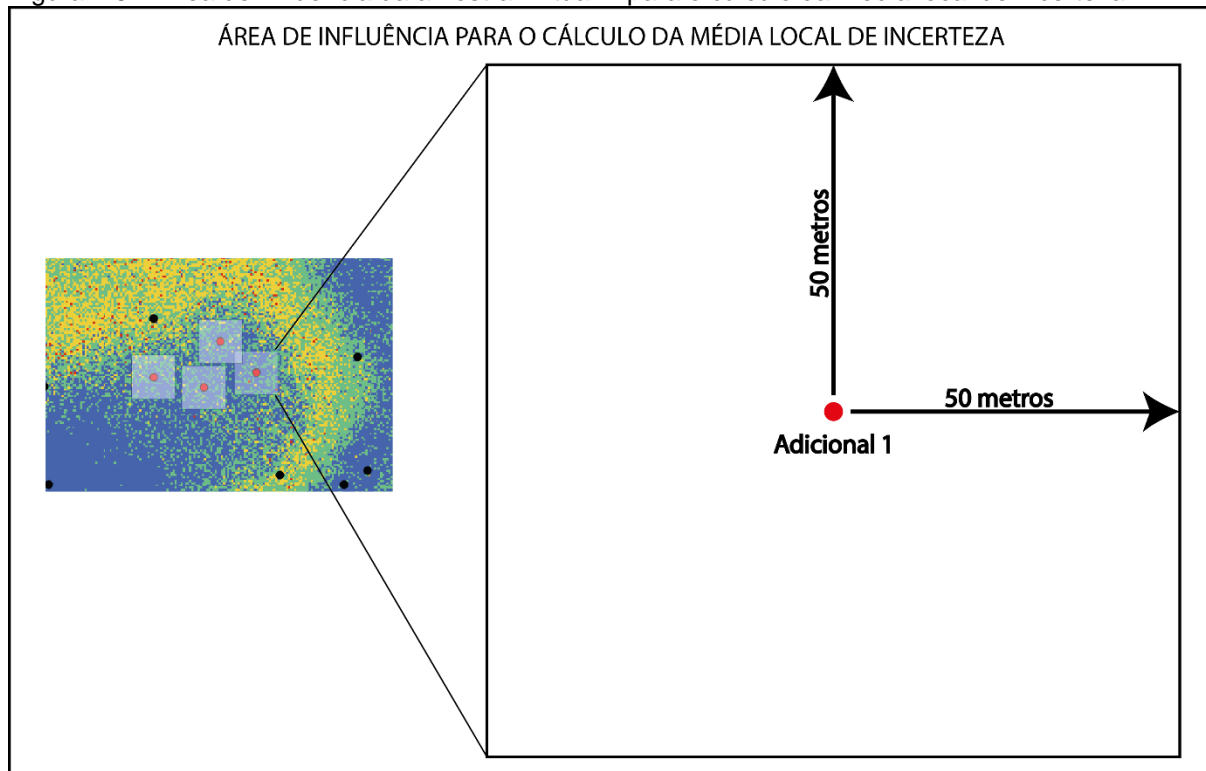 ÁREA DE INFLUÊNCIA PARA O CÁLCULO DA MÉDIA LOCAL DE INCERTEZA
50 metros
50 metros
Adicional 1